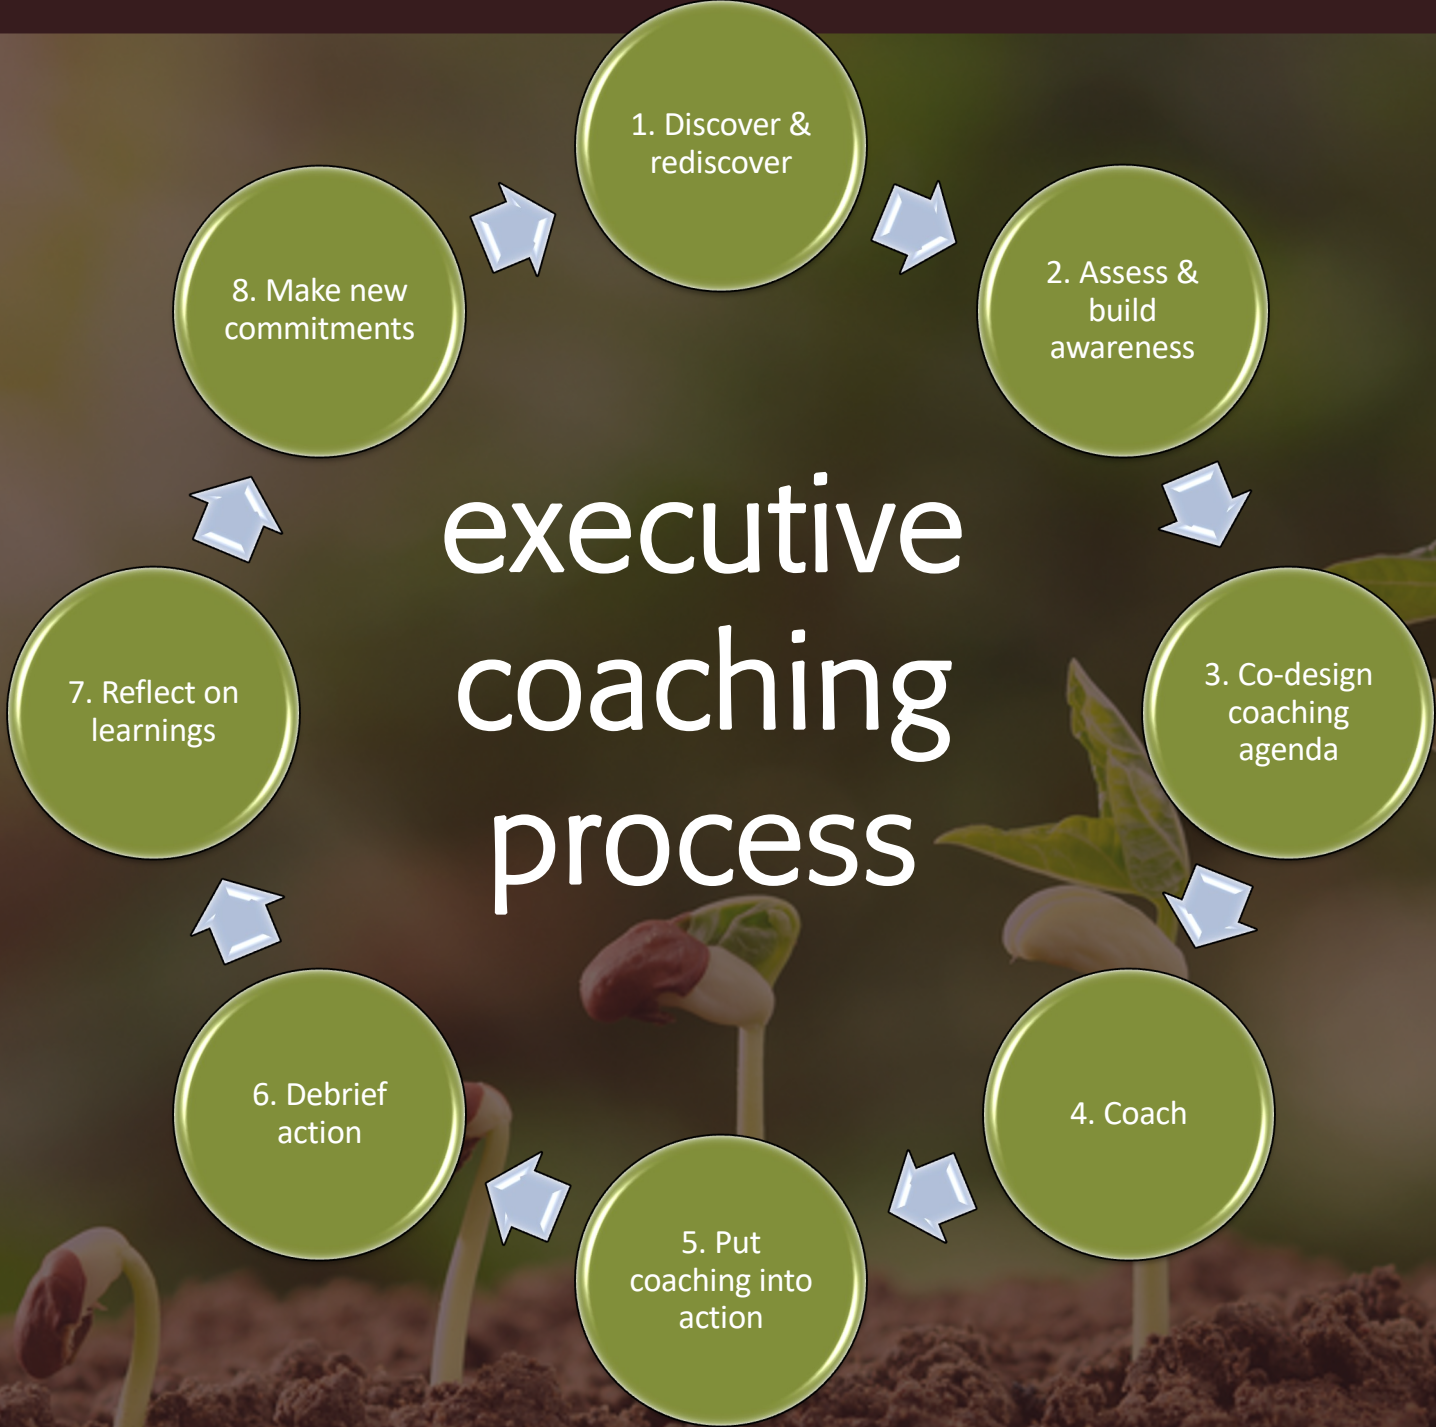 1. Discover &
rediscover
2. Assess &
build
awareness
3. Co-design
coaching
agenda
4. Coach
5. Put
coaching into
action
6. Debrief
action
7. Reflect on
learnings
8. Make new
commitments
executive
coaching
process